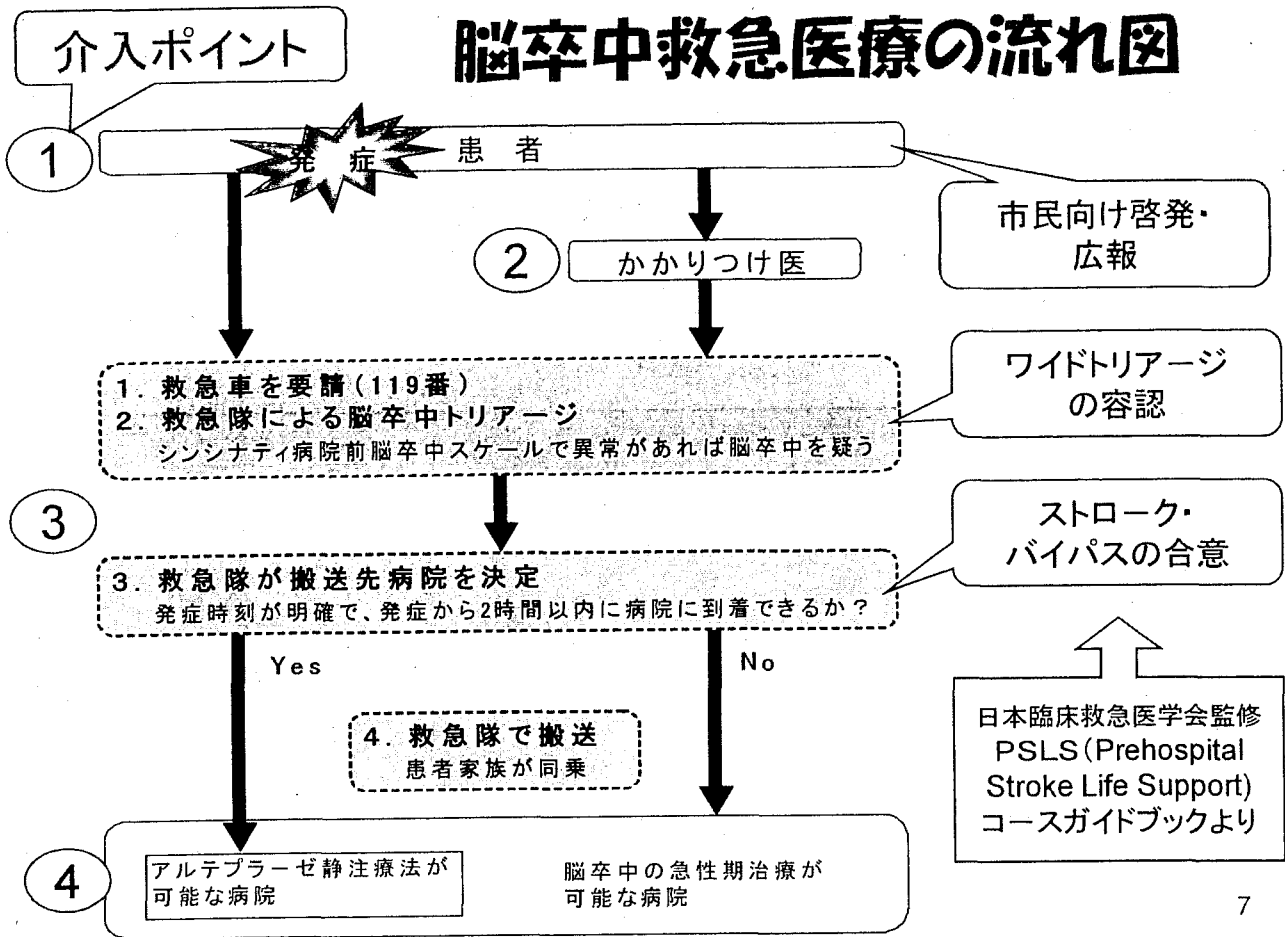 介入ポイント
脳卒中救急医療の流れ図
1
発症
患者
市民向け啓発・
広報
2
かかりつけ医
1. 救急車を要請(119番)
2. 救急隊による脳卒中トリアージ
シンシナティ病院前脳卒中スケールで異常があれば脳卒中を疑う
ワイドトリアージ
の容認
3
3. 救急隊が搬送先病院を決定
発症時刻が明確で、発症から2時間以内に病院に到着できるか?
ストローク・
バイパスの合意
Yes
No
4. 救急隊で搬送
患者家族が同乗
日本臨床救急医学会監修
PSLS(Prehospital
Stroke Life Support)
コースガイドブックより
4
アルテプラーゼ静注療法が
可能な病院
脳卒中の急性期治療が
可能な病院
7